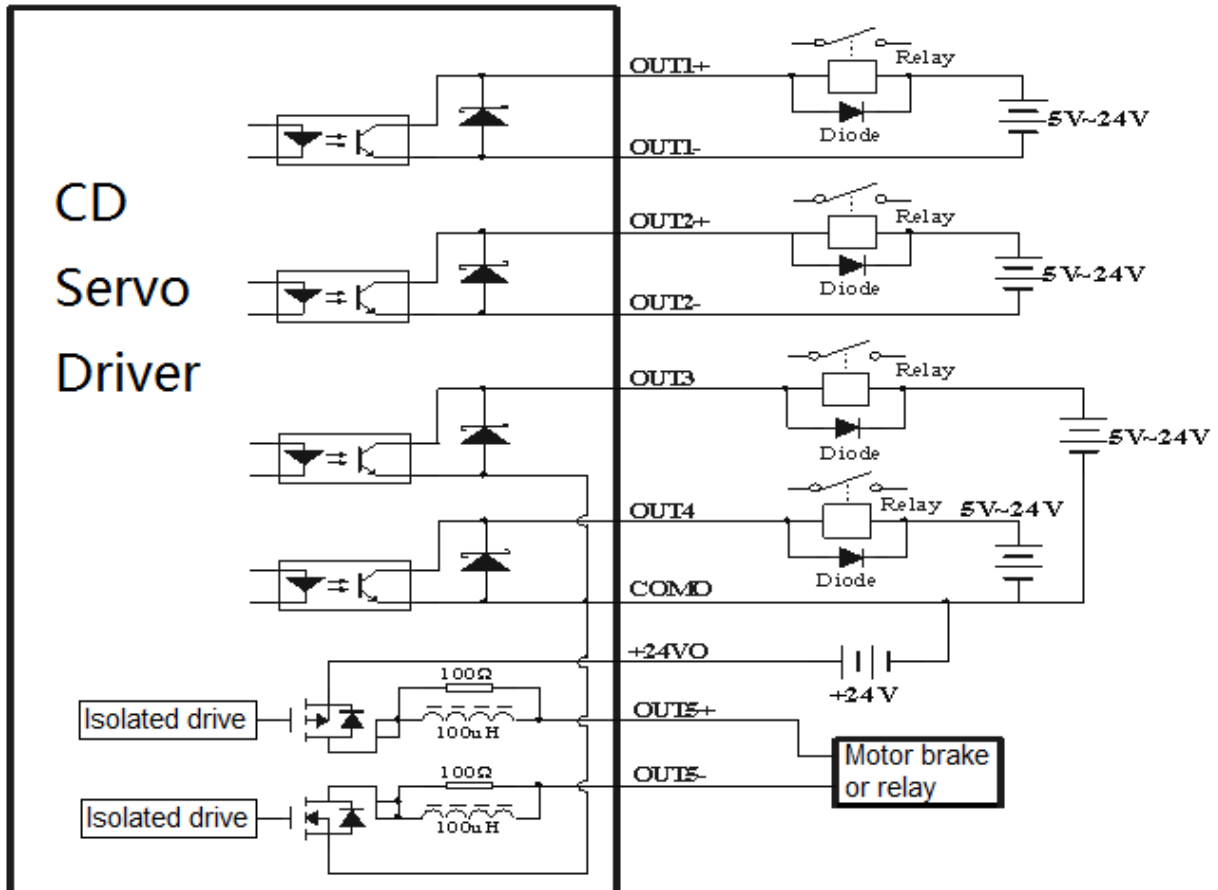 CD
Servo
Driver
OUT1+
Relay
Diode
5V~24V
OUT1-
OUT2+
Relay
Diode
5V~24V
OUT2-
OUT3
Relay
Diode
5V~24V
OUT4
Relay
5V~24V
Diode
COMO
+24VO
+24V
100Ω
Isolated drive
100uH
OUT5+
Motor brake
or relay
100Ω
OUT5-
Isolated drive
100uH